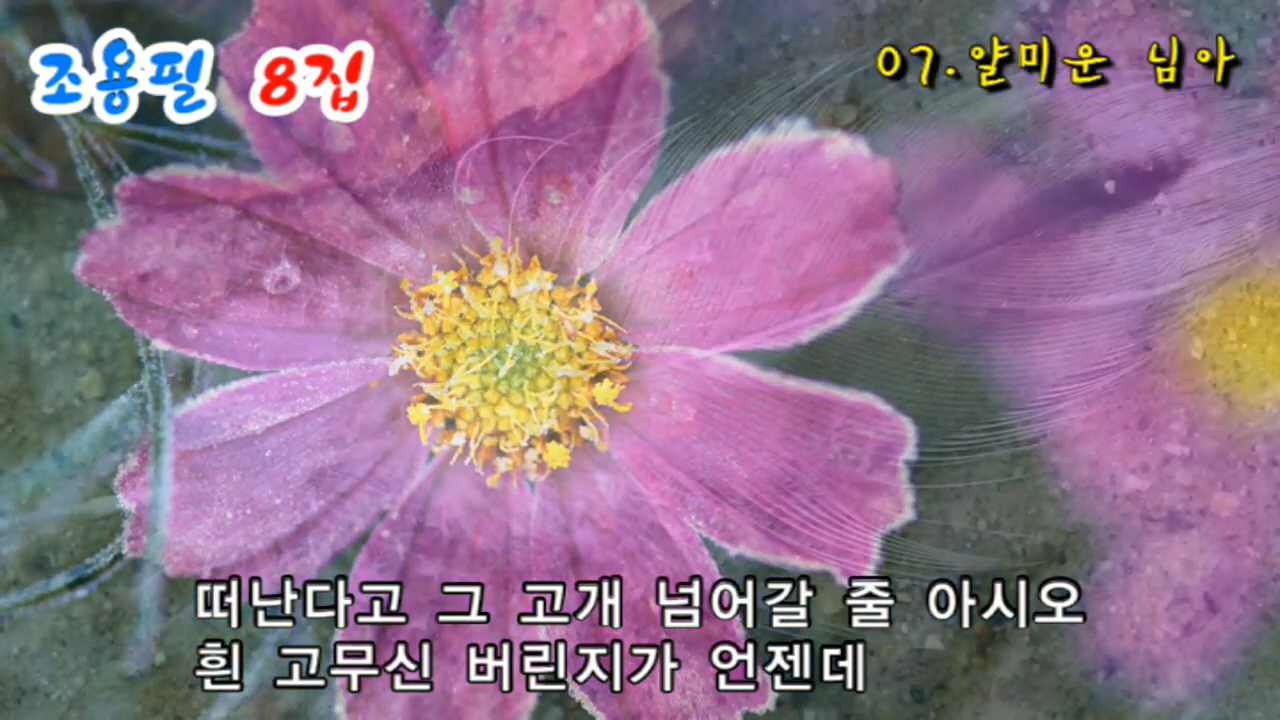 조용필 8집
07.얄미운 님아
떠난다고 그 고개 넘어갈 줄 아시오
흰 고무신 버린지가 언젠데